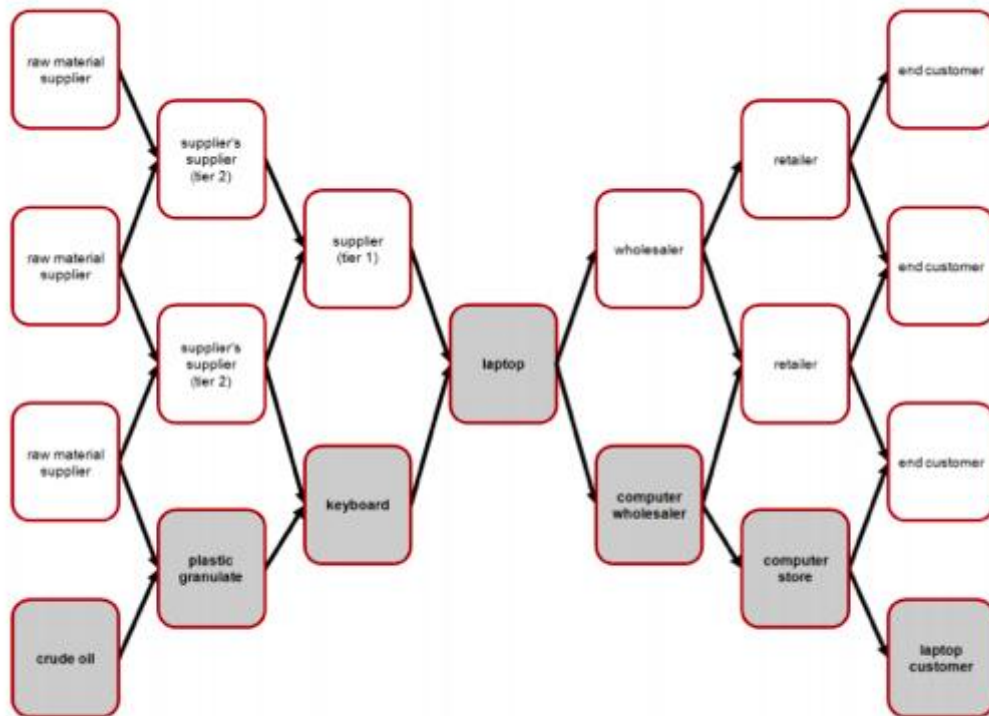 raw material
supplier
raw material
supplier
raw material
supplier
crude oil
supplier's
supplier
(tier 2)
supplier's
supplier
(tier 2)
plastic
granulate
supplier
(tier 1)
keyboard
laptop
wholesaler
computer
wholesaler
retailer
retailer
computer
store
end customer
end customer
end customer
laptop
customer